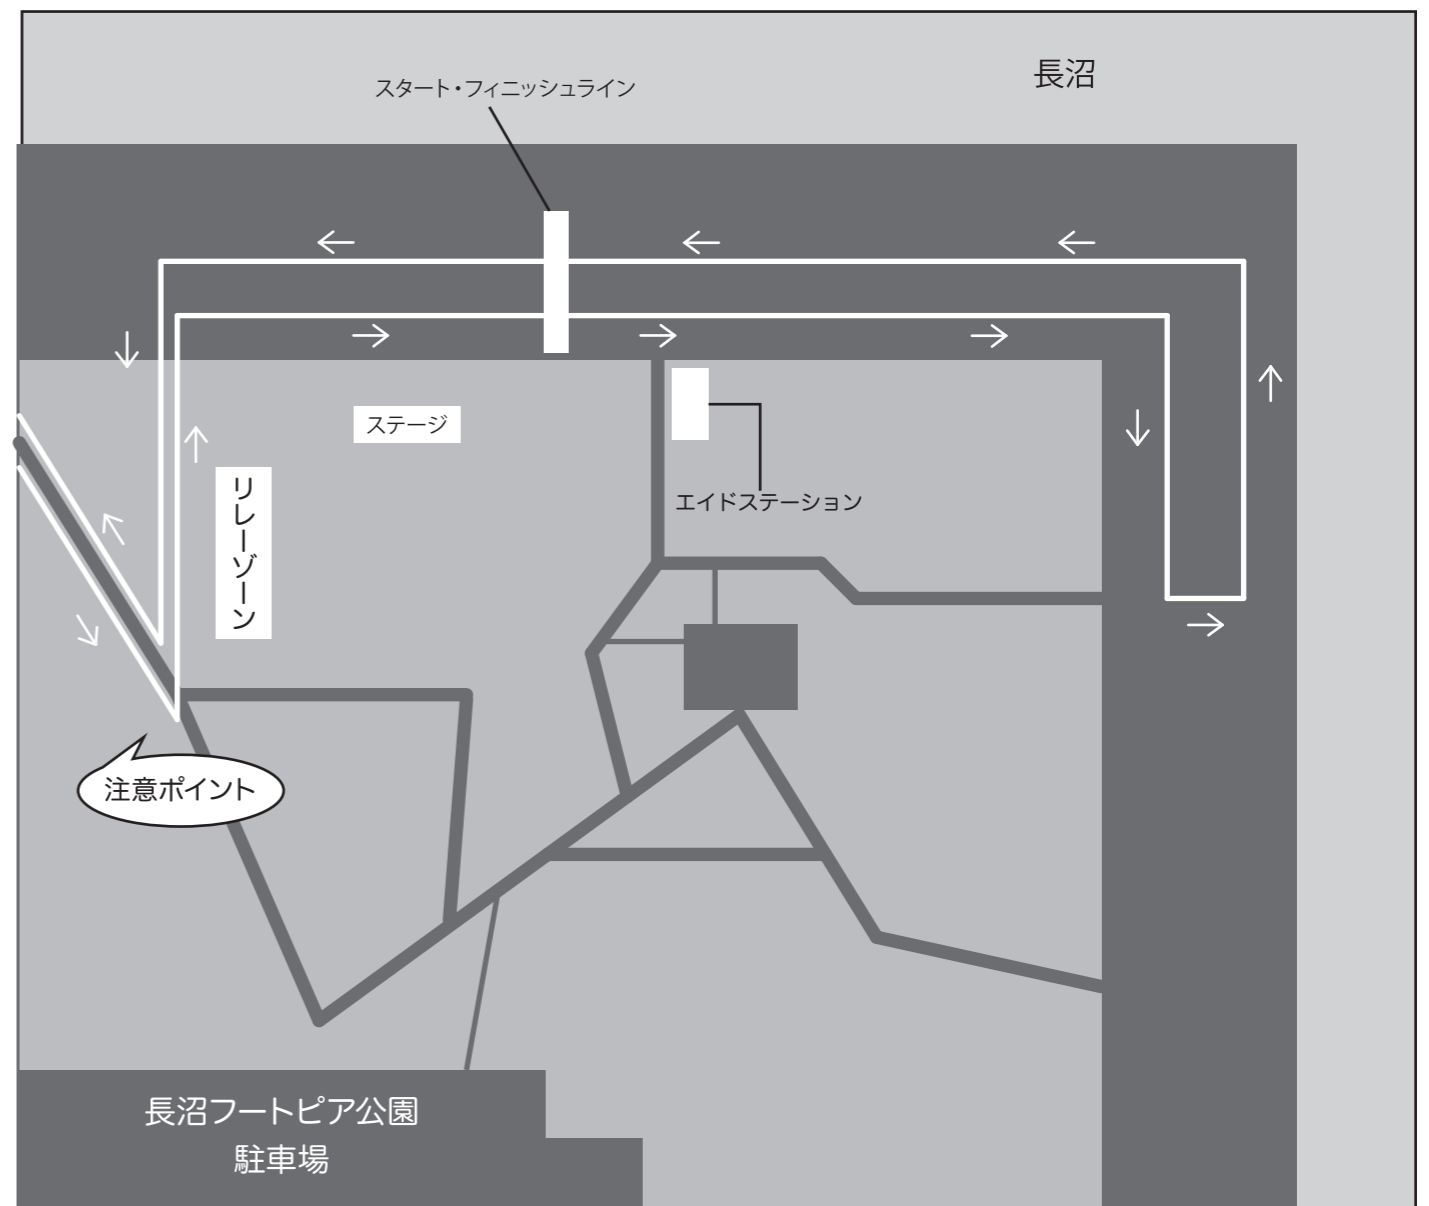 長沼
スタート・フィニッシュライン
ステージ
リレーゾーン
エイドステーション
注意ポイント
長沼フートピア公園
駐車場